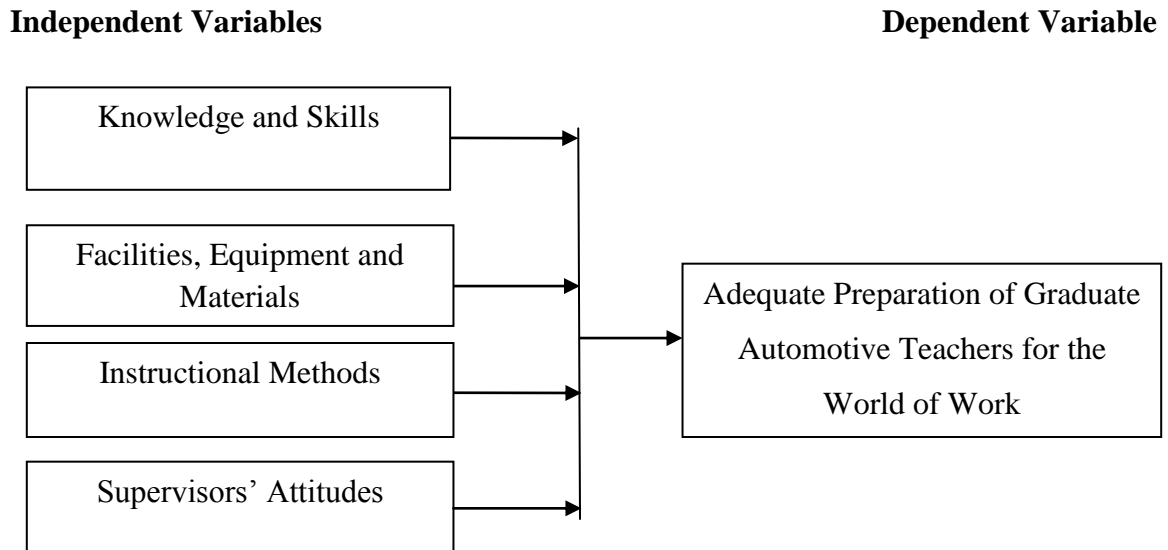 Independent Variables
Dependent Variable
Knowledge and Skills
Facilities, Equipment and
Materials
Instructional Methods
Supervisors’ Attitudes
Adequate Preparation of Graduate
Automotive Teachers for the
World of Work